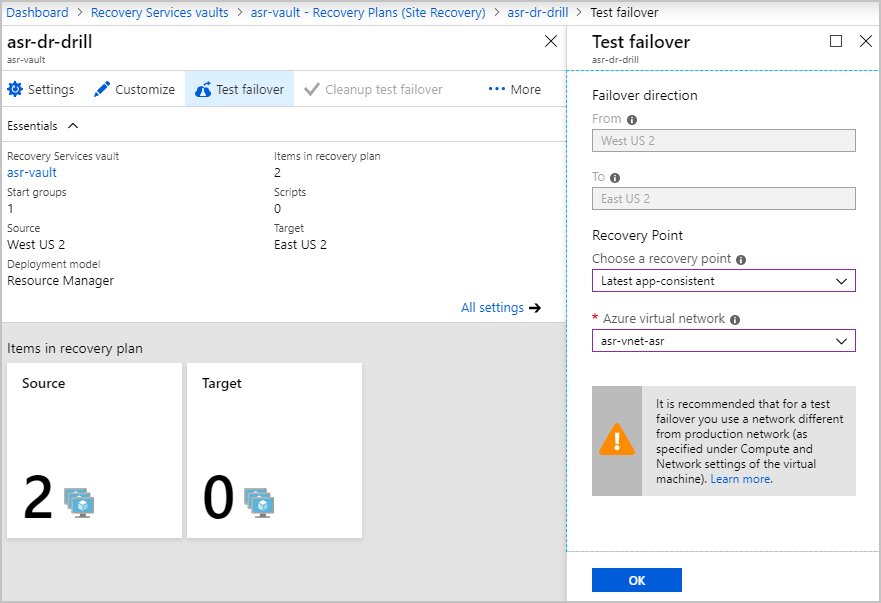 Dashboard > Recovery Services vaults > asr-vault - Recovery Plans (Site Recovery) > asr-dr-drill > Test failover
asr-dr-drill
asr-vault
Settings Customize Test failover Cleanup test failover ••• More
Essentials
Recovery Services vault
asr-vault
Start groups
1
Source
West US 2
Deployment model
Resource Manager
Items in recovery plan
2
Scripts
0
Target
East US 2
All settings
Items in recovery plan
Source
2
Target
0
Test failover
asr-dr-drill
Failover direction
From
West US 2
To
East US 2
Recovery Point
Choose a recovery point
Latest app-consistent
* Azure virtual network
asr-vnet-asr
It is recommended that for a test
failover you use a network different
from production network (as
specified under Compute and
Network settings of the virtual
machine). Learn more.
OK